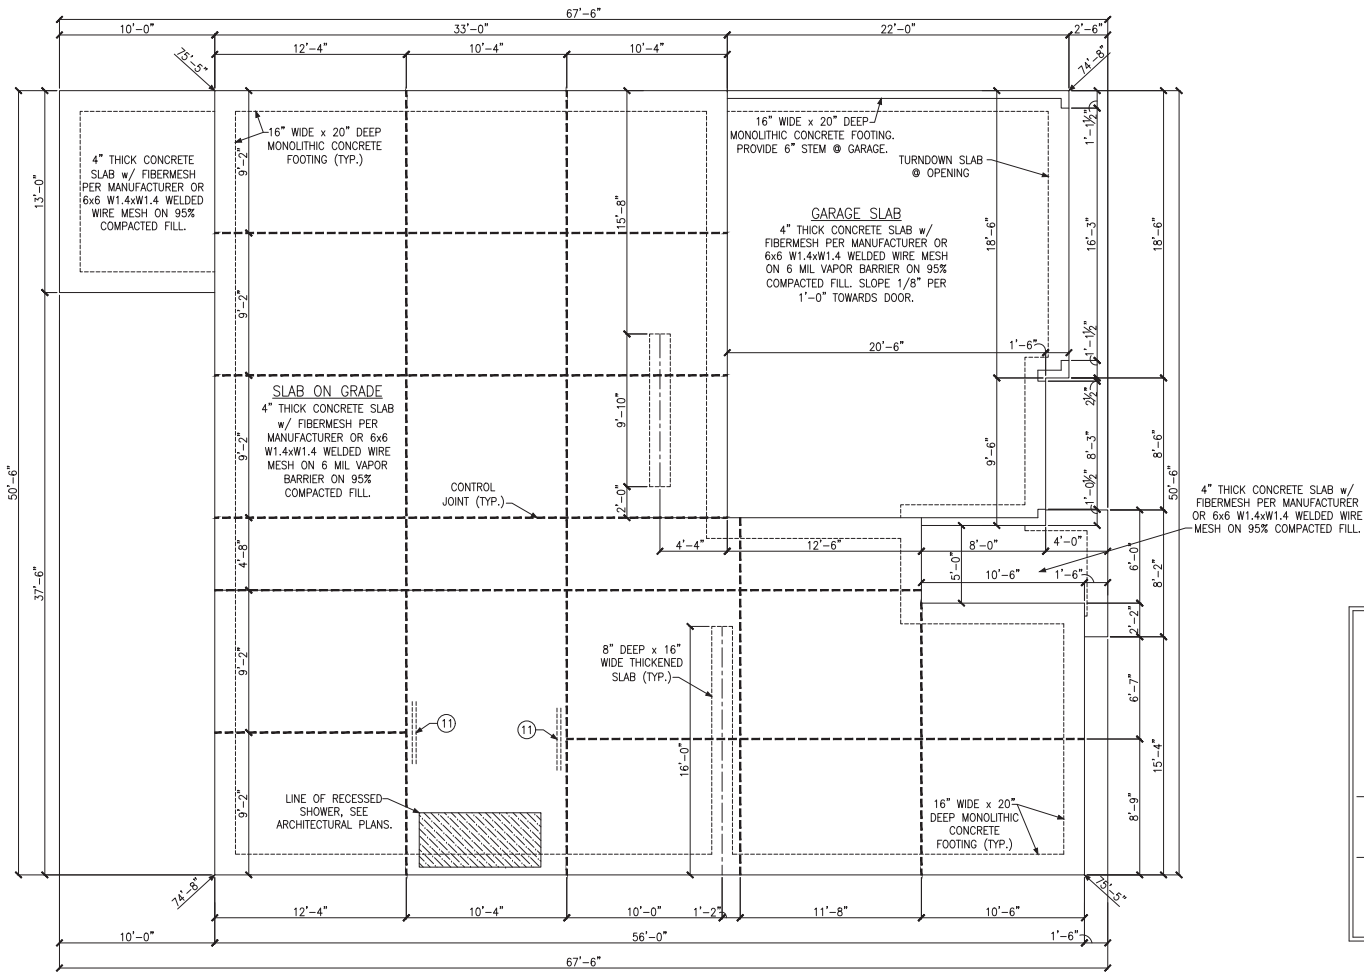 67'-6"
10'-0"
33'-0"
22'-0"
2'-6"
12'-4"
10'-4"
10'-4"
75'-5"
74'-8"
16" WIDE x 20" DEEP
MONOLITHIC CONCRETE
FOOTING (TYP.)
9'-2"
16" WIDE x 20" DEEP
MONOLITHIC CONCRETE FOOTING.
PROVIDE 6" STEM @ GARAGE.
1'-1½"
TURNDOWN SLAB
@ OPENING
4" THICK CONCRETE
SLAB w/ FIBERMESH
PER MANUFACTURER OR
6x6 W1.4xW1.4 WELDED
WIRE MESH ON 95%
COMPACTED FILL.
13'-0"
15'-8"
GARAGE SLAB
4" THICK CONCRETE SLAB w/
FIBERMESH PER MANUFACTURER OR
6x6 W1.4xW1.4 WELDED WIRE MESH
ON 6 MIL VAPOR BARRIER ON 95%
COMPACTED FILL. SLOPE 1/8" PER
1'-0" TOWARDS DOOR.
18'-6"
16'-3"
18'-6"
9'-2"
20'-6"
1'-6"
1'-1½"
2½"
SLAB ON GRADE
4" THICK CONCRETE SLAB
w/ FIBERMESH PER
MANUFACTURER OR 6x6
W1.4xW1.4 WELDED WIRE
MESH ON 6 MIL VAPOR
BARRIER ON 95%
COMPACTED FILL.
9'-2"
9'-10"
9'-6"
8'-3"
8'-6"
50'-6"
50'-6"
CONTROL
JOINT (TYP.)
2'-0"
1'-0½"
4" THICK CONCRETE SLAB w/
FIBERMESH PER MANUFACTURER
OR 6x6 W1.4xW1.4 WELDED WIRE
MESH ON 95% COMPACTED FILL.
4'-8"
4'-4"
12'-6"
8'-0"
4'-0"
5'-0"
10'-6"
1'-6"
6'-0"
8'-2"
37'-6"
2'-2"
9'-2"
8" DEEP x 16"
WIDE THICKENED
SLAB (TYP.)
6'-7"
11
11
16'-0"
15'-4"
9'-2"
LINE OF RECESSED
SHOWER, SEE
ARCHITECTURAL PLANS.
16" WIDE x 20"
DEEP MONOLITHIC
CONCRETE
FOOTING (TYP.)
8'-9"
74'-8"
75'-5"
12'-4"
10'-4"
10'-0"
1'-2"
11'-8"
10'-6"
10'-0"
56'-0"
1'-6"
67'-6"